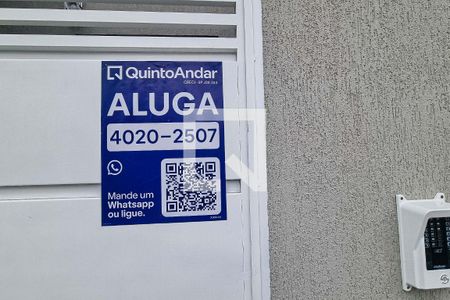 QuintoAndar
ALUGA
4020-2507
Mande um
Whatsapp
ou ligue.